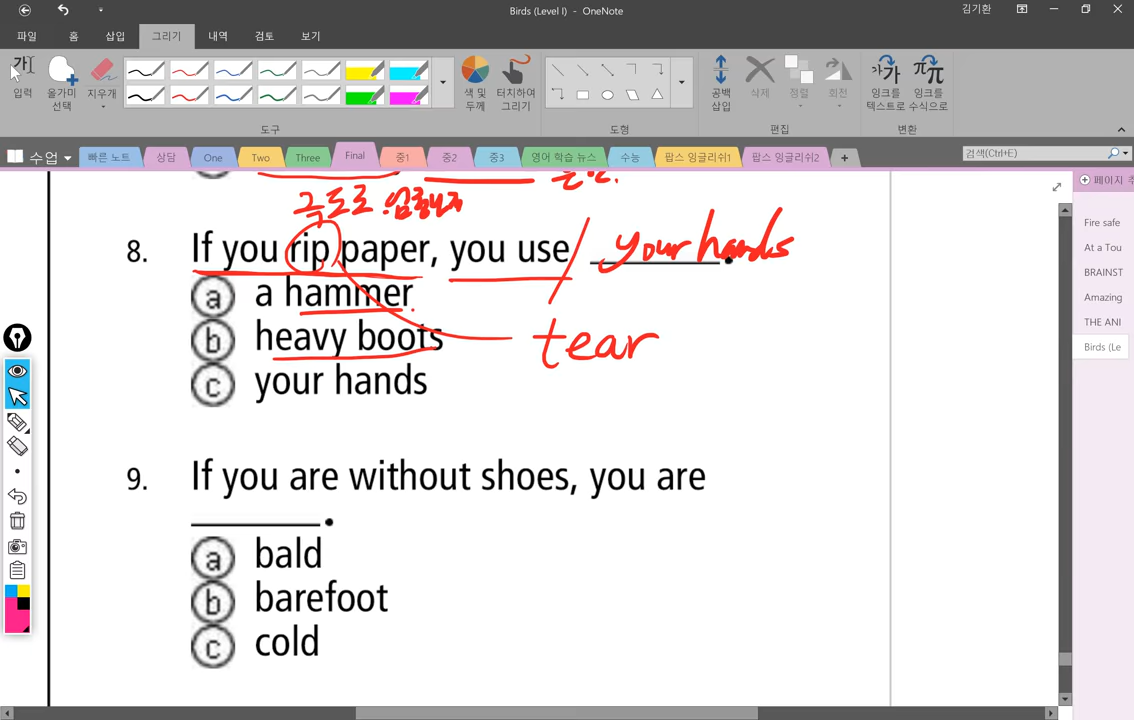 Birds (Level I) - OneNote
김기환
파일 홈 삽입 그리기 내역 검토 보기
입력 올가미 선택 지우개 색 및 두께 터치하여 그리기 공백 삽입 삭제 정렬 회전 잉크를 텍스트로 잉크를 수식으로
도구 도형 편집 변환
수업 빠른 노트 상담 One Two Three Final 중1 중2 중3 영어 학습 뉴스 수능 팝스 잉글리쉬1 팝스 잉글리쉬2 + 검색(Ctrl+E)
페이지 추
Fire safe
At a Tou
BRAINST
Amazing
THE ANI
Birds (Le
8. If you rip paper, you use your hands.
a a hammer
b heavy boots
tear
c your hands
9. If you are without shoes, you are
.
a bald
b barefoot
c cold